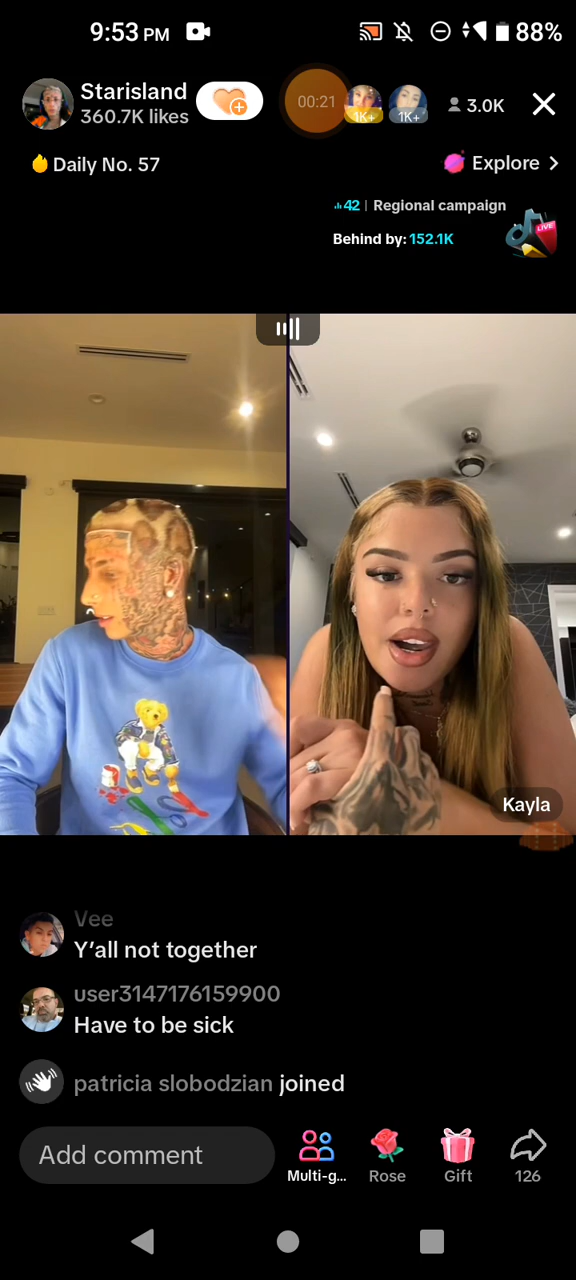 9:53 PM
88%
Starisland
360.7K likes
00:21
1K+
1K+
3.0K
Daily No. 57
Explore
42 | Regional campaign
LIVE
Behind by: 152.1K
Kayla
Vee
Y'all not together
user3147176159900
Have to be sick
patricia slobodzian joined
Add comment
Multi-g...
Rose
Gift
126